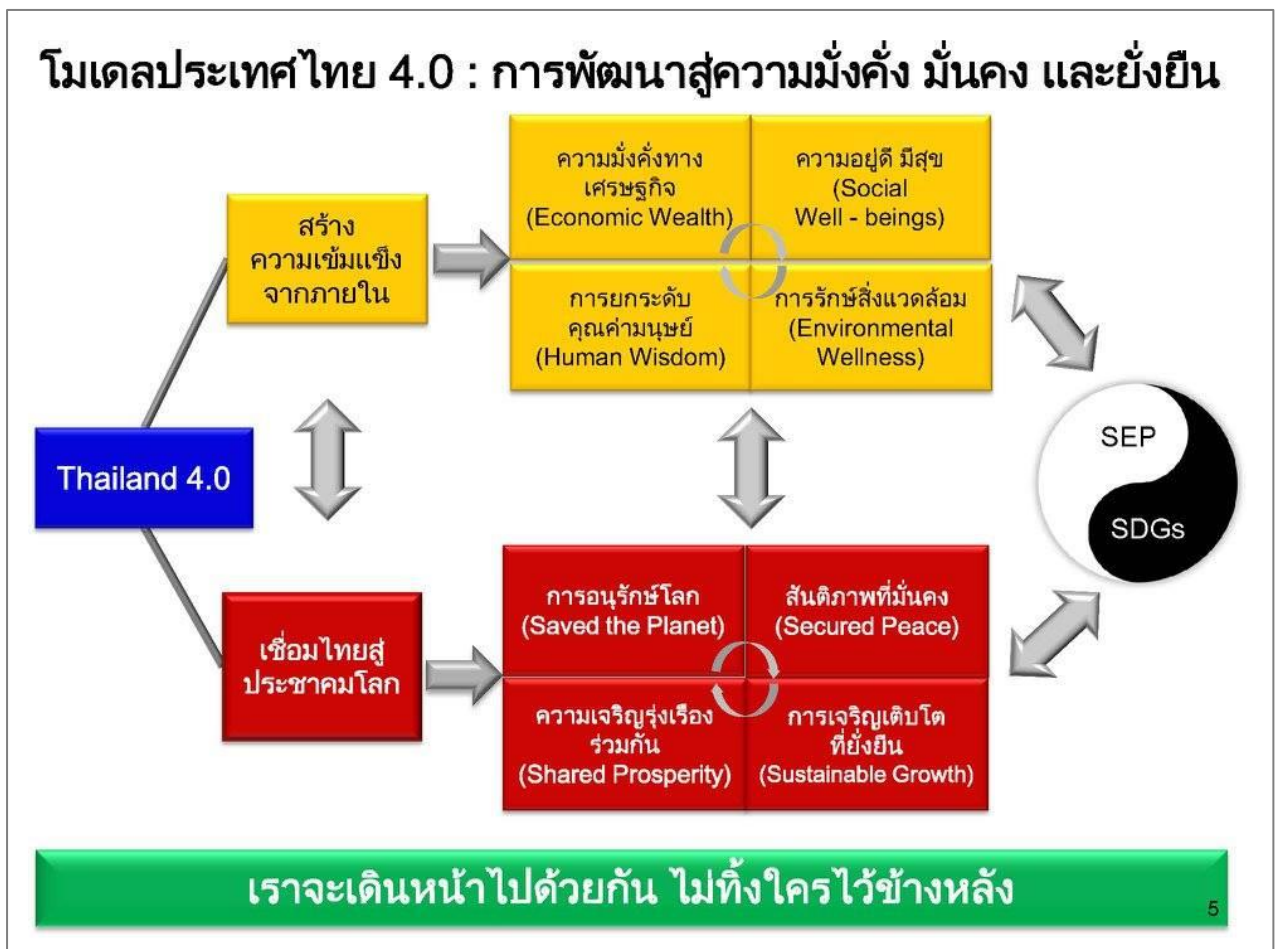 โมเดลประเทศไทย 4.0 : การพัฒนาสู่ความมั่งคั่ง มั่นคง และยั่งยืน
ความมั่งคั่งทาง
เศรษฐกิจ
(Economic Wealth)
ความอยู่ดี มีสุข
(Social
Well - beings)
สร้าง
ความเข้มแข็ง
จากภายใน
การยกระดับ
คุณค่ามนุษย์
(Human Wisdom)
การรักษ์สิ่งแวดล้อม
(Environmental
Wellness)
Thailand 4.0
SEP
SDGs
เชื่อมไทยสู่
ประชาคมโลก
การอนุรักษ์โลก
(Saved the Planet)
สันติภาพที่มั่นคง
(Secured Peace)
ความเจริญรุ่งเรือง
ร่วมกัน
(Shared Prosperity)
การเจริญเติบโต
ที่ยั่งยืน
(Sustainable Growth)
เราจะเดินหน้าไปด้วยกัน ไม่ทิ้งใครไว้ข้างหลัง
5